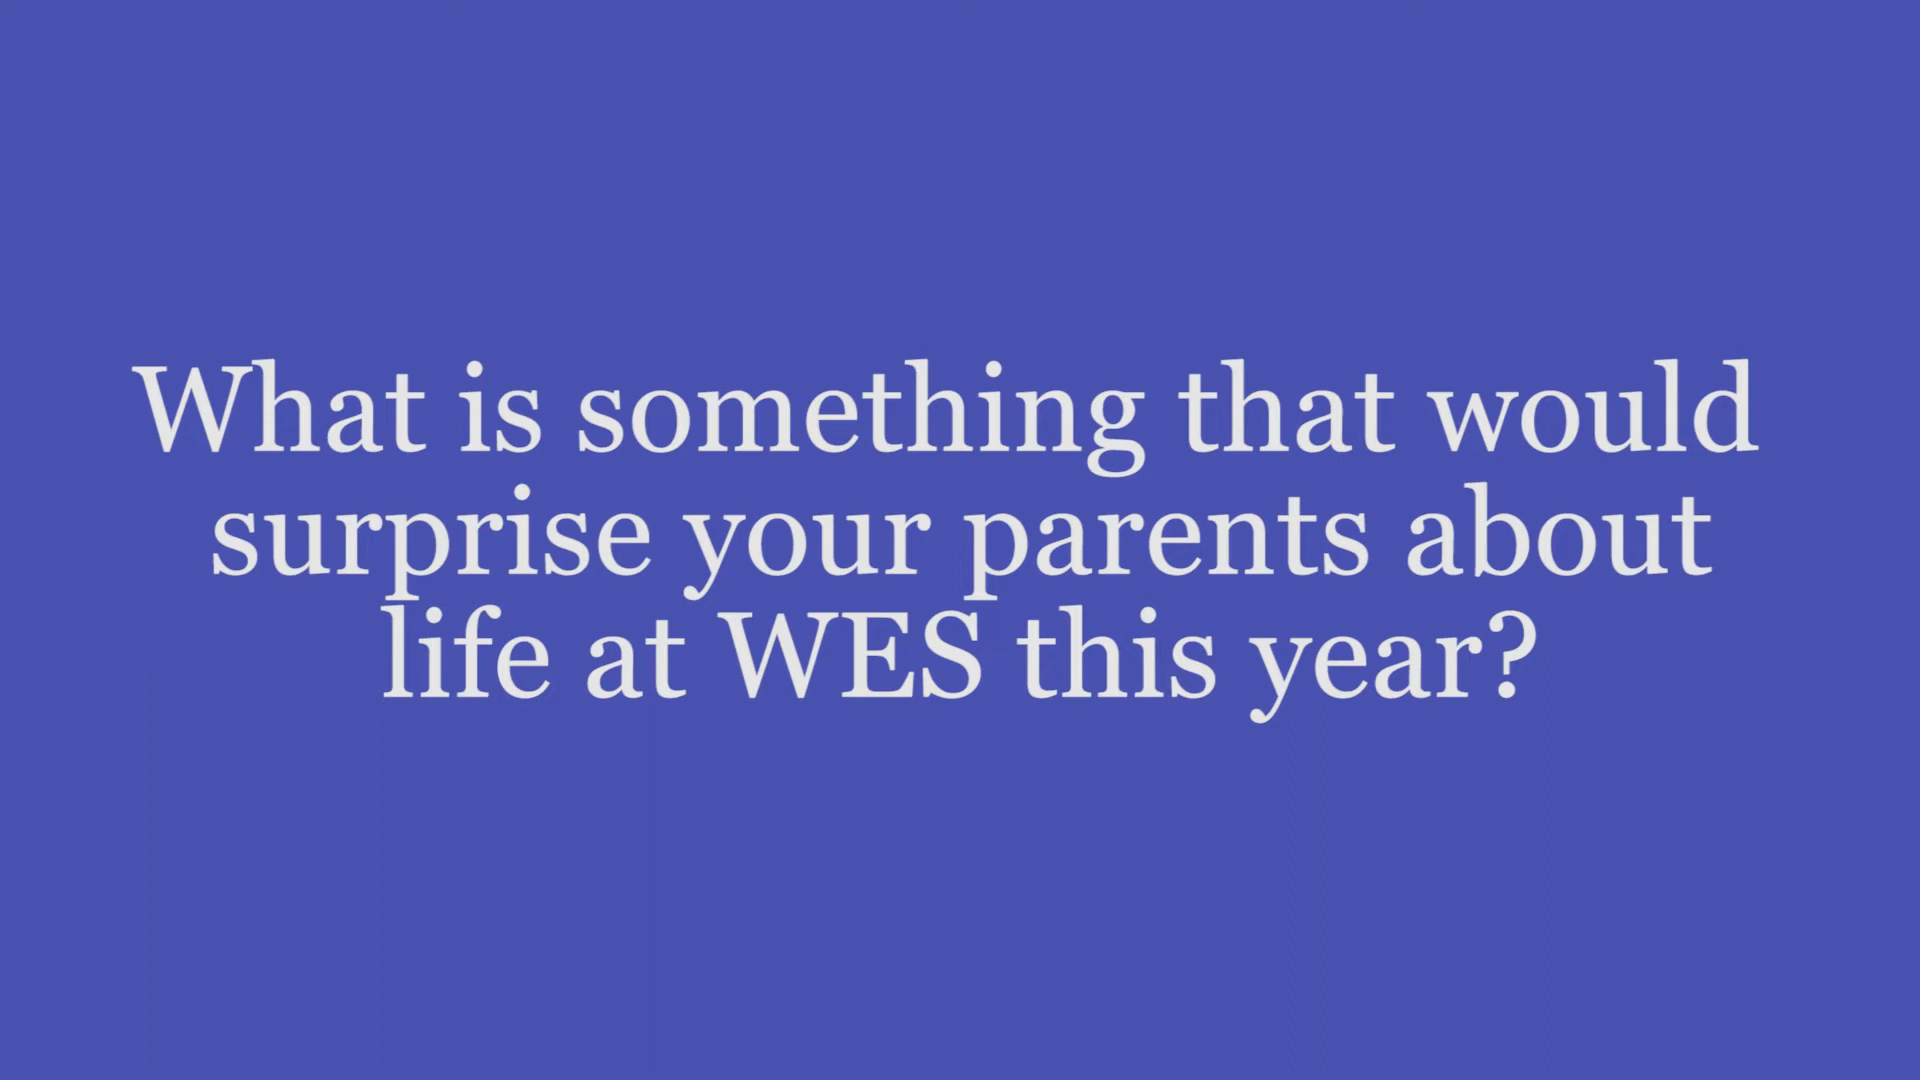 What is something that would
surprise your parents about
life at WES this year?